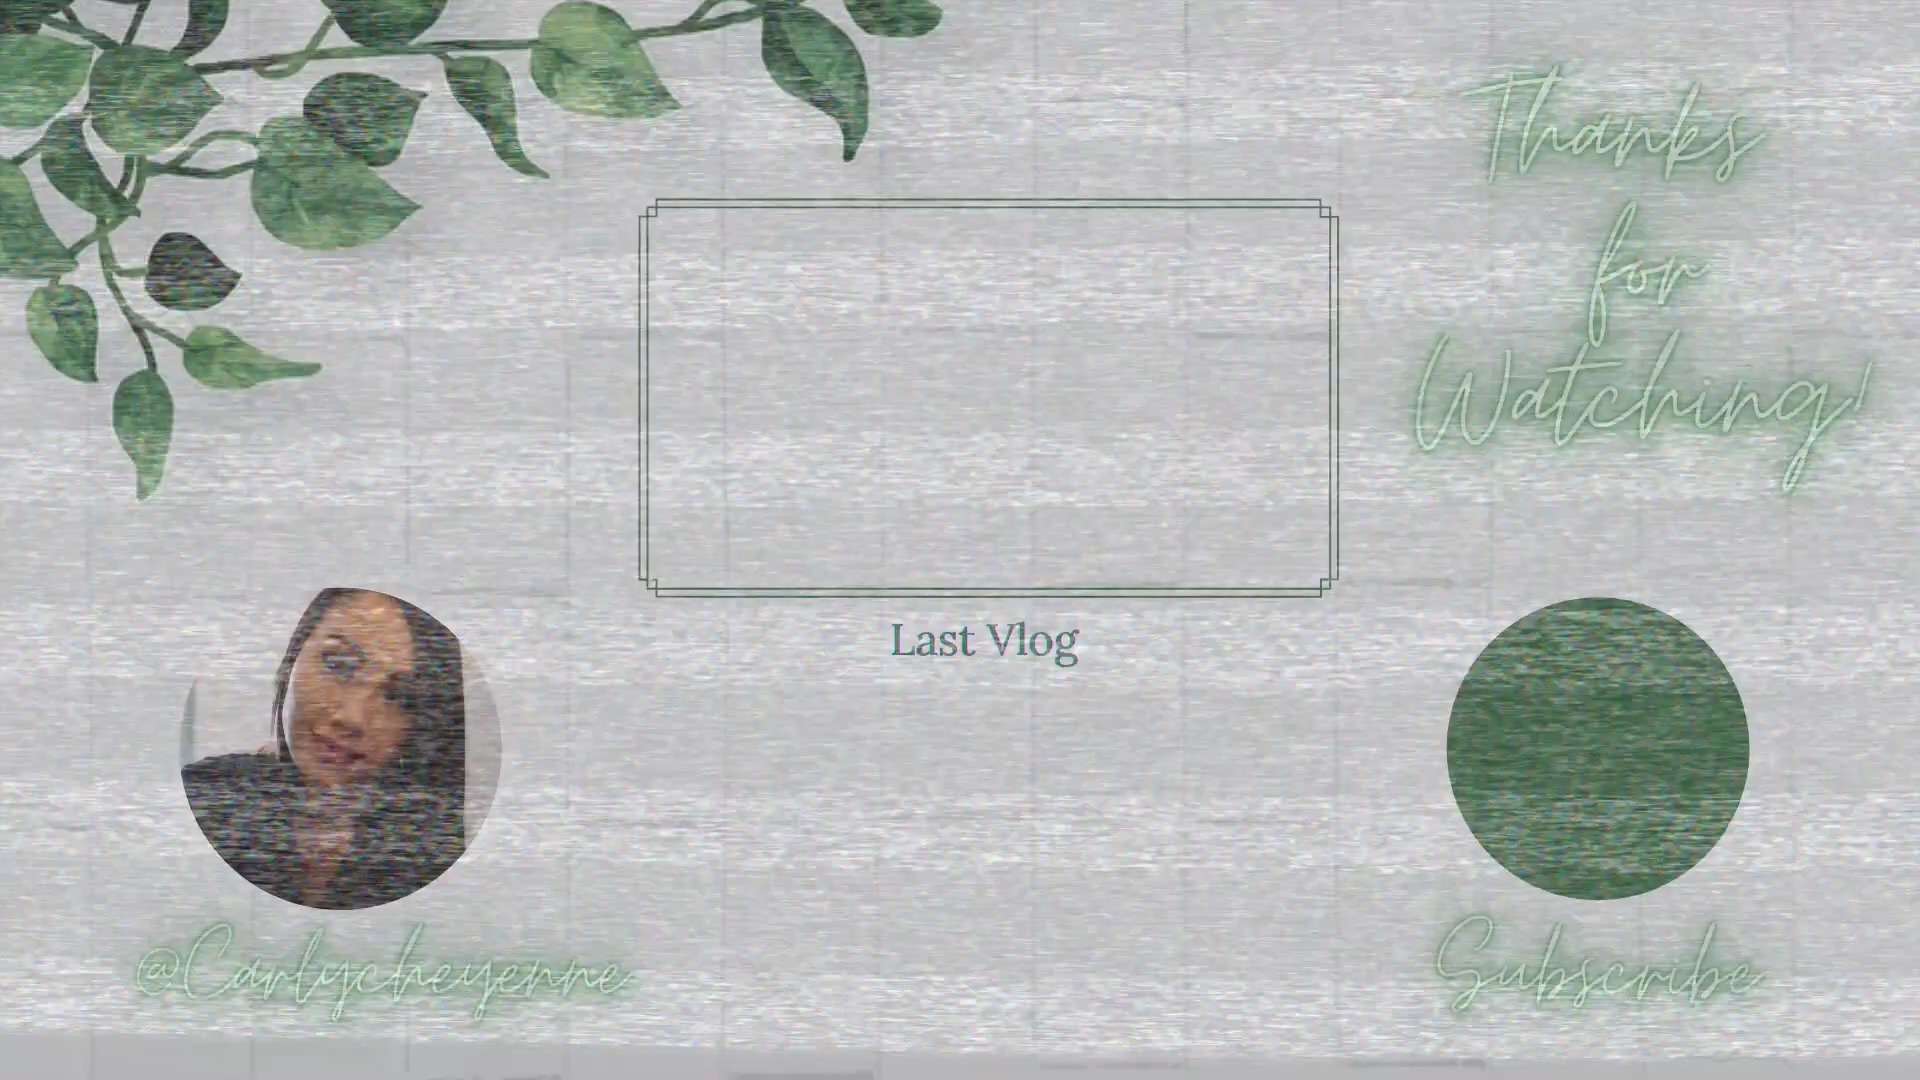 Thanks
for
Watching!
Last Vlog
@Carlycheyenne
Subscribe